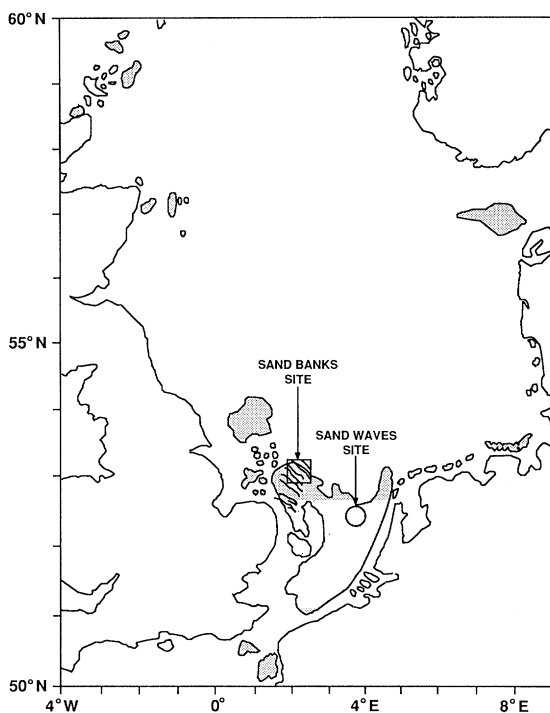 60°N
55°N
SAND BANKS
SITE
SAND WAVES
SITE
50°N
4°W 0° 4°E 8°E